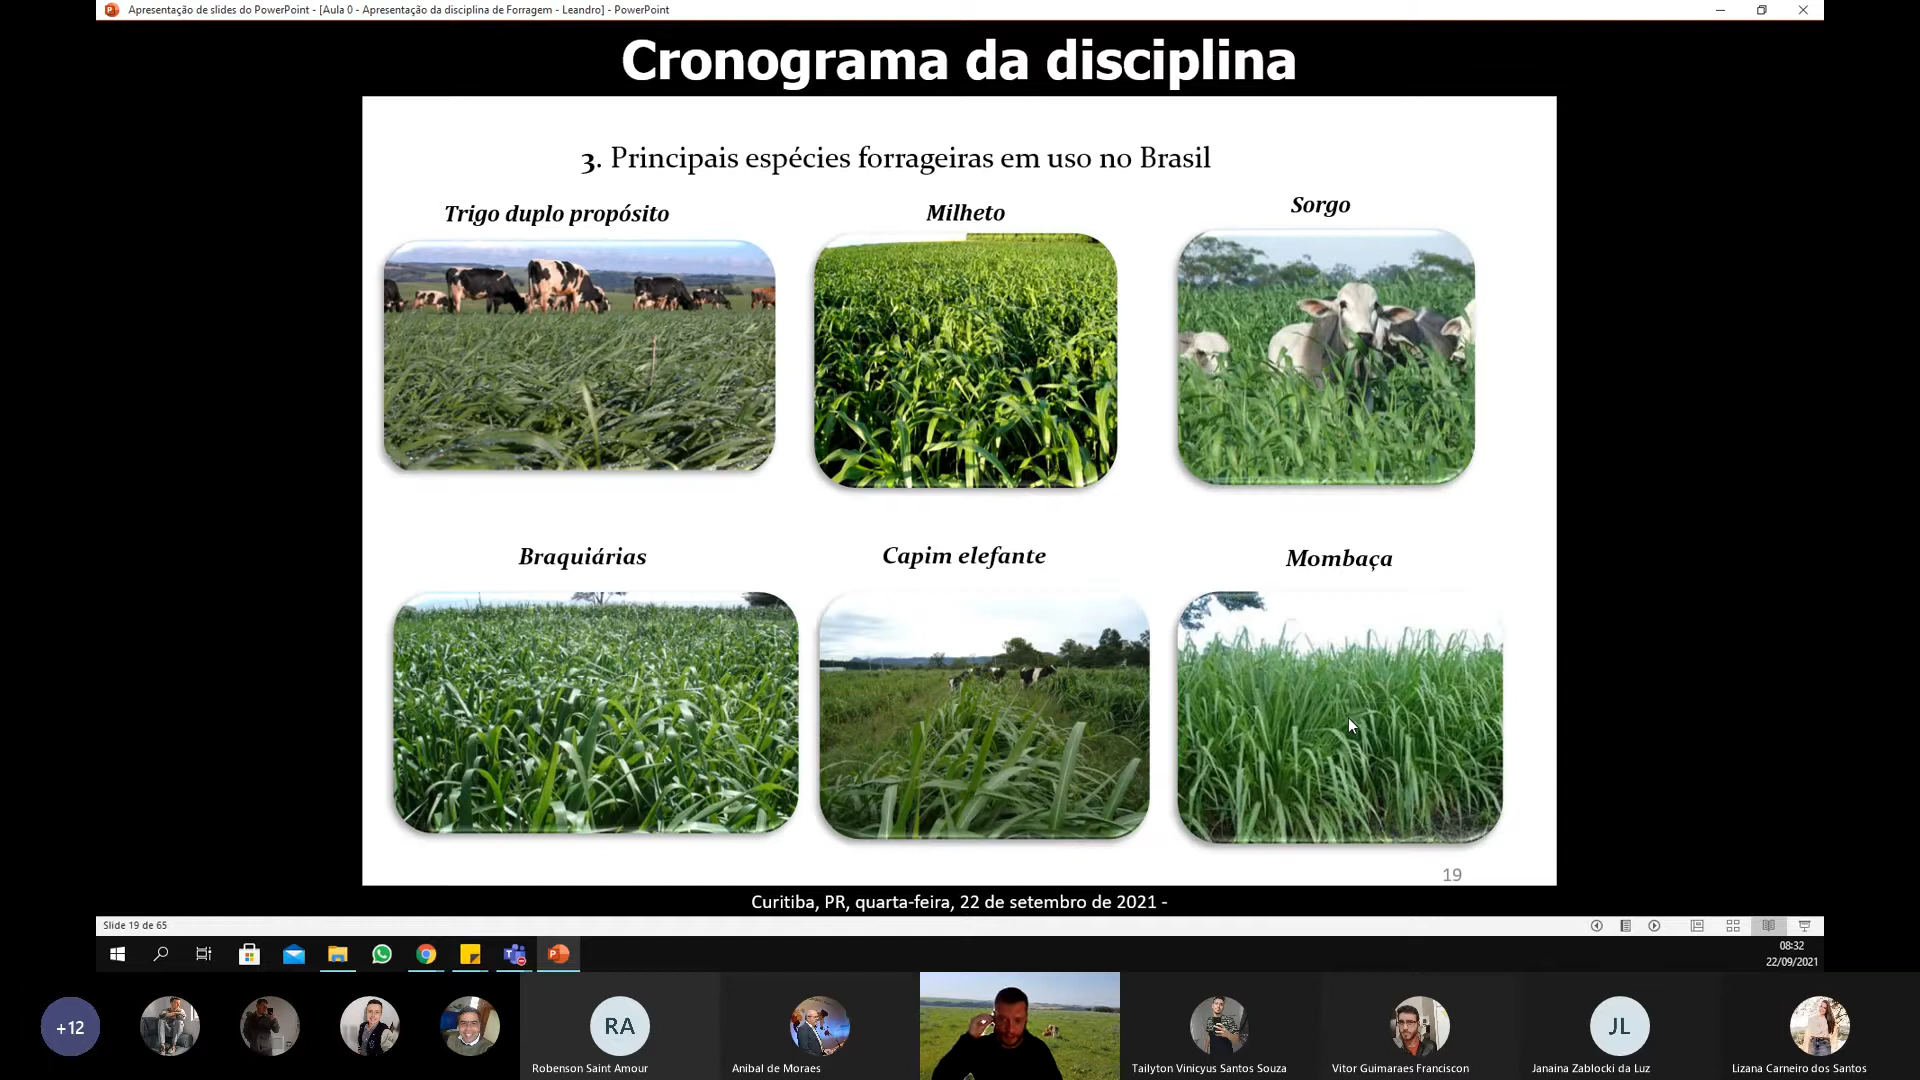 Apresentação de slides do PowerPoint - [Aula 0 - Apresentação da disciplina de Forragem - Leandro] - PowerPoint
Cronograma da disciplina
3. Principais espécies forrageiras em uso no Brasil
Trigo duplo propósito
Milheto
Sorgo
Braquiárias
Capim elefante
Mombaça
19
Curitiba, PR, quarta-feira, 22 de setembro de 2021 -
Slide 19 de 65
08:32
22/09/2021
+12
RA
JL
Robenson Saint Amour
Anibal de Moraes
Tailyton Vinicyus Santos Souza
Vitor Guimaraes Franciscon
Janaina Zablocki da Luz
Lizana Carneiro dos Santos